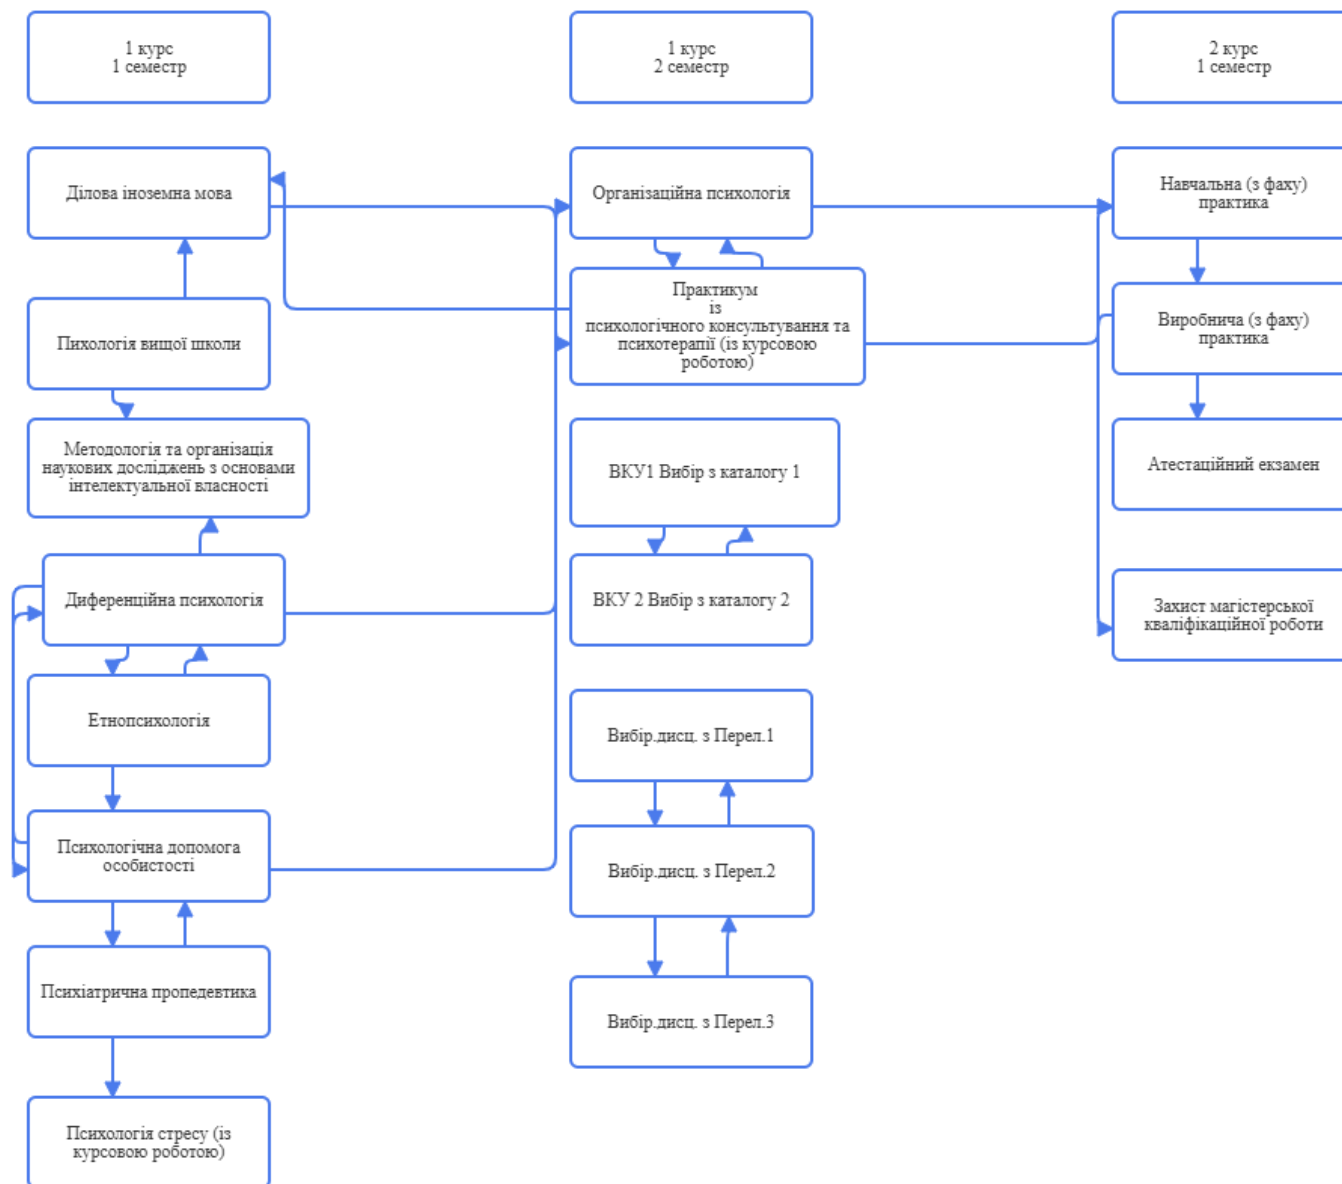 1 курс
1 семестр
1 курс
2 семестр
2 курс
1 семестр
Ділова іноземна мова
Пихологія вищої школи
Методологія та організація
наукових досліджень з основами
інтелектуальної власності
Диференційна психологія
Етнопсихологія
Психологічна допомога
особистості
Психіатрична пропедевтика
Психологія стресу (із
курсовою роботою)
Організаційна психологія
Практикум
із
психологічного консультування та
психотерапії (із курсовою
роботою)
ВКУ1 Вибір з каталогу 1
ВКУ 2 Вибір з каталогу 2
Вибір.дисц. з Перел.1
Вибір.дисц. з Перел.2
Вибір.дисц. з Перел.3
Навчальна (з фаху)
практика
Виробнича (з фаху)
практика
Атестаційний екзамен
Захист магістерської
кваліфікаційної роботи